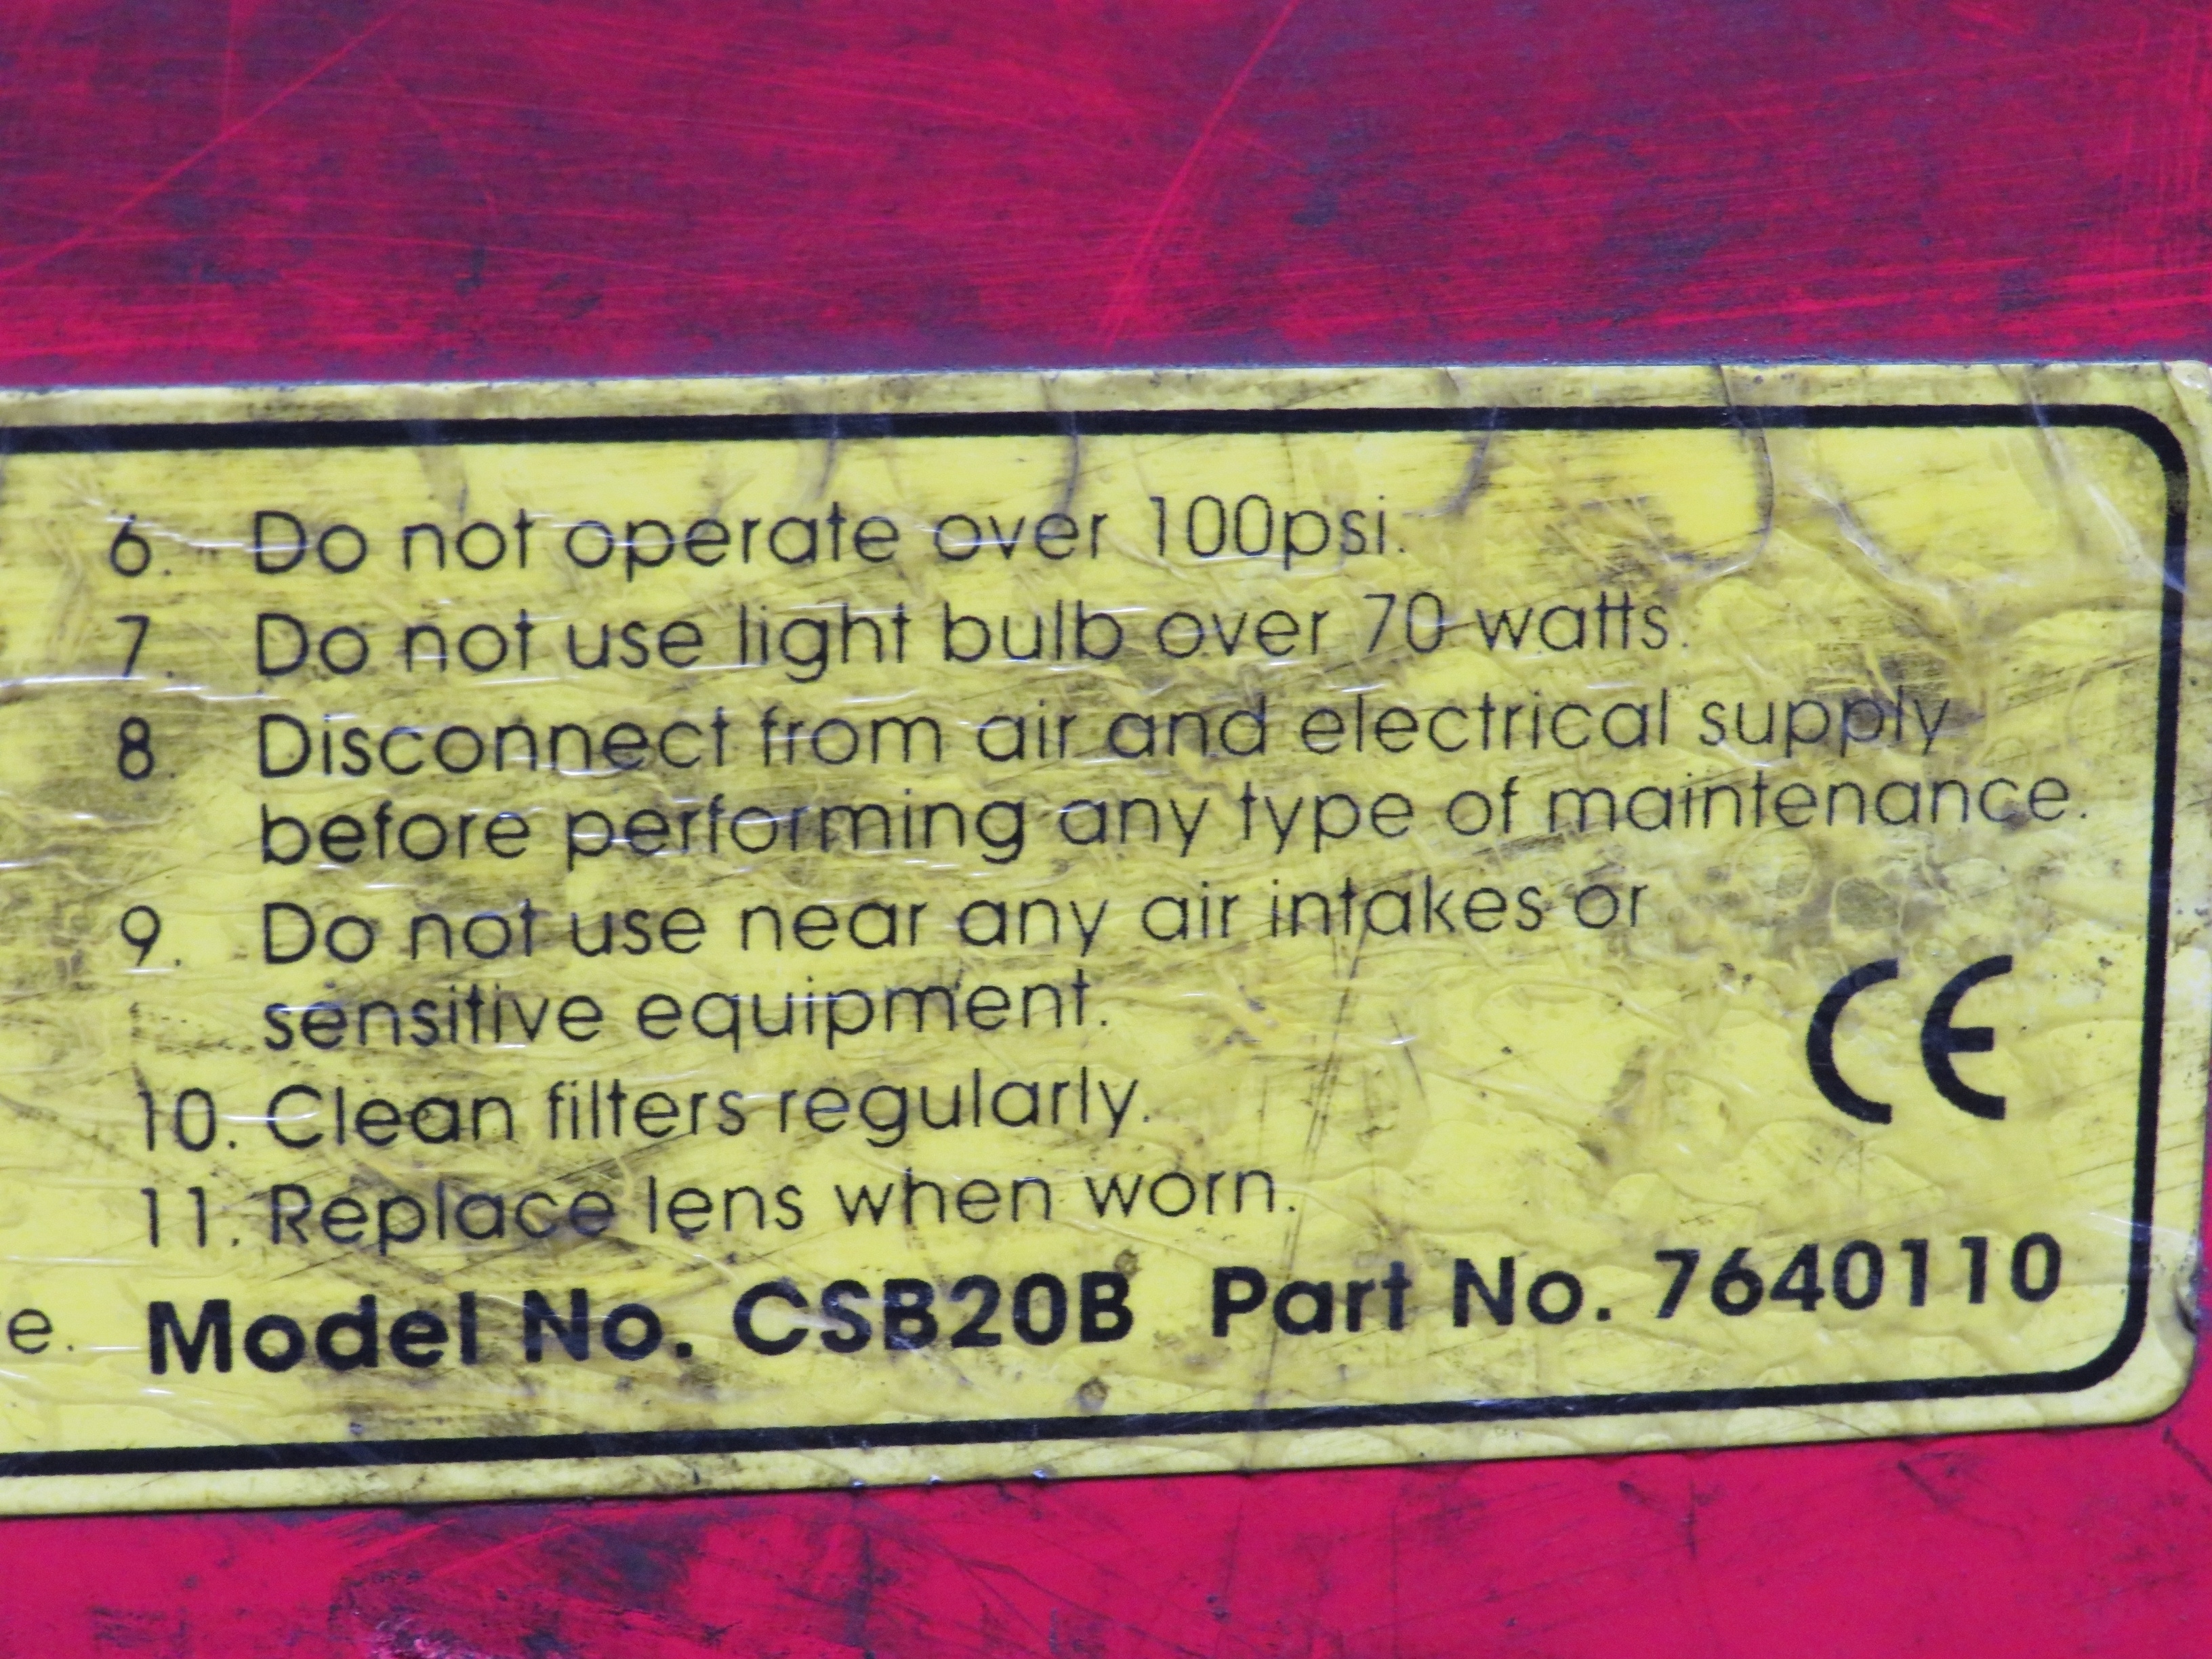 6. Do not operate over 100psi.
7. Do not use light bulb over 70 watts.
8. Disconnect from air and electrical supply
before performing any type of maintenance.
9. Do not use near any air intakes or
sensitive equipment.
CE
10. Clean filters regularly.
11. Replace lens when worn.
e. Model No. CSB20B Part No. 7640110